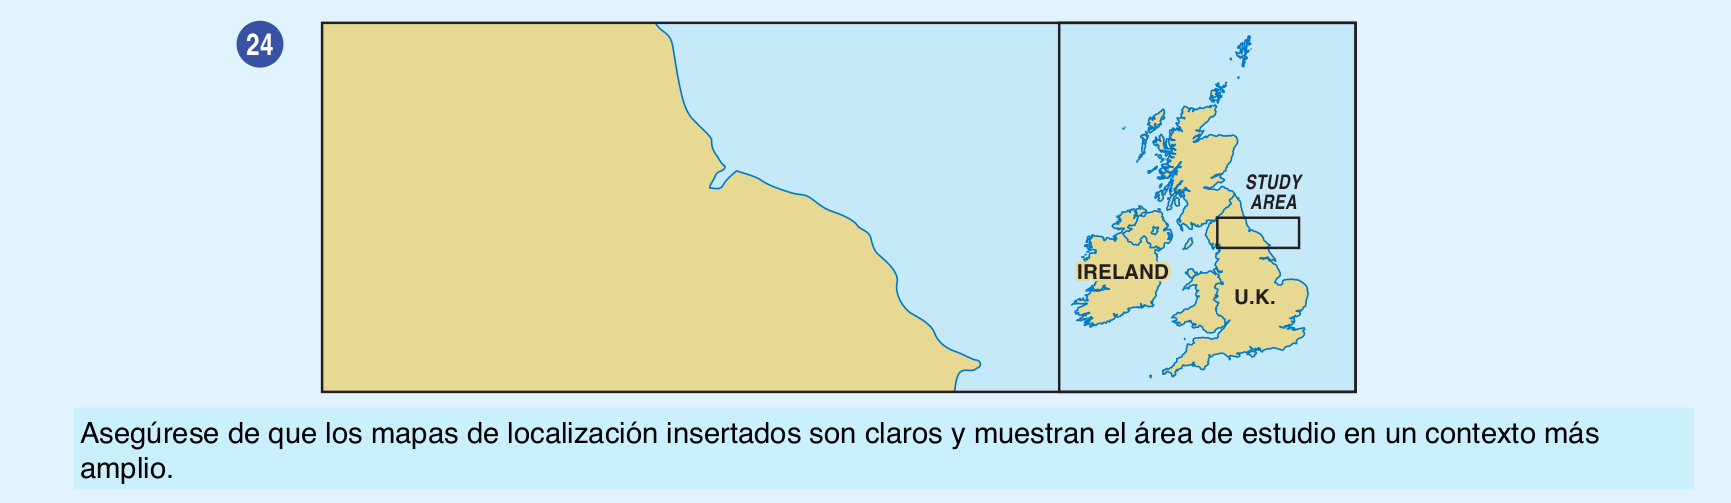 24
STUDY
AREA
IRELAND
U.K.
Asegúrese de que los mapas de localización insertados son claros y muestran el área de estudio en un contexto más
amplio.